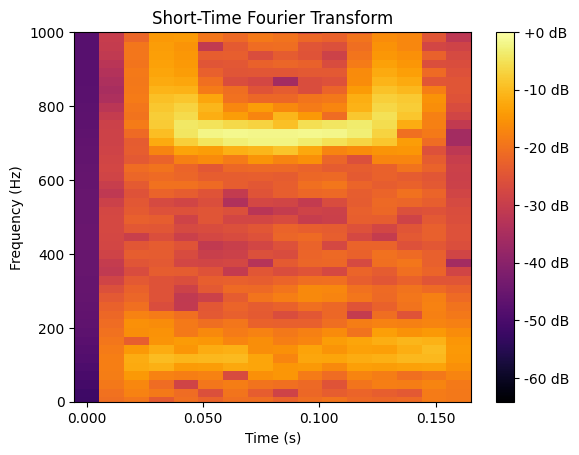 Short-Time Fourier Transform
Frequency (Hz)
1000
800
600
400
200
0
0.000
0.050
0.100
0.150
Time (s)
+0 dB
-10 dB
-20 dB
-30 dB
-40 dB
-50 dB
-60 dB